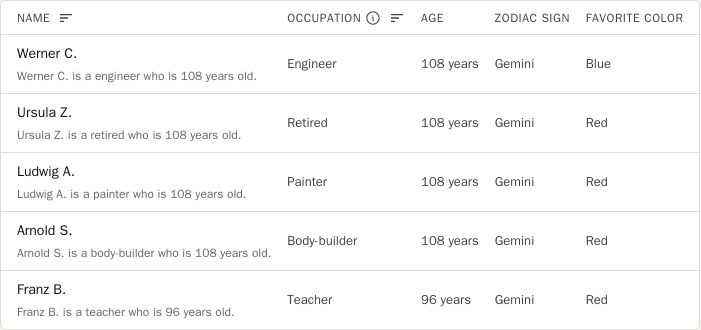 NAME OCCUPATION AGE ZODIAC SIGN FAVORITE COLOR
Werner C.
Werner C. is a engineer who is 108 years old.
Engineer 108 years Gemini Blue
Ursula Z.
Ursula Z. is a retired who is 108 years old.
Retired 108 years Gemini Red
Ludwig A.
Ludwig A. is a painter who is 108 years old.
Painter 108 years Gemini Red
Arnold S.
Arnold S. is a body-builder who is 108 years old.
Body-builder 108 years Gemini Red
Franz B.
Franz B. is a teacher who is 96 years old.
Teacher 96 years Gemini Red